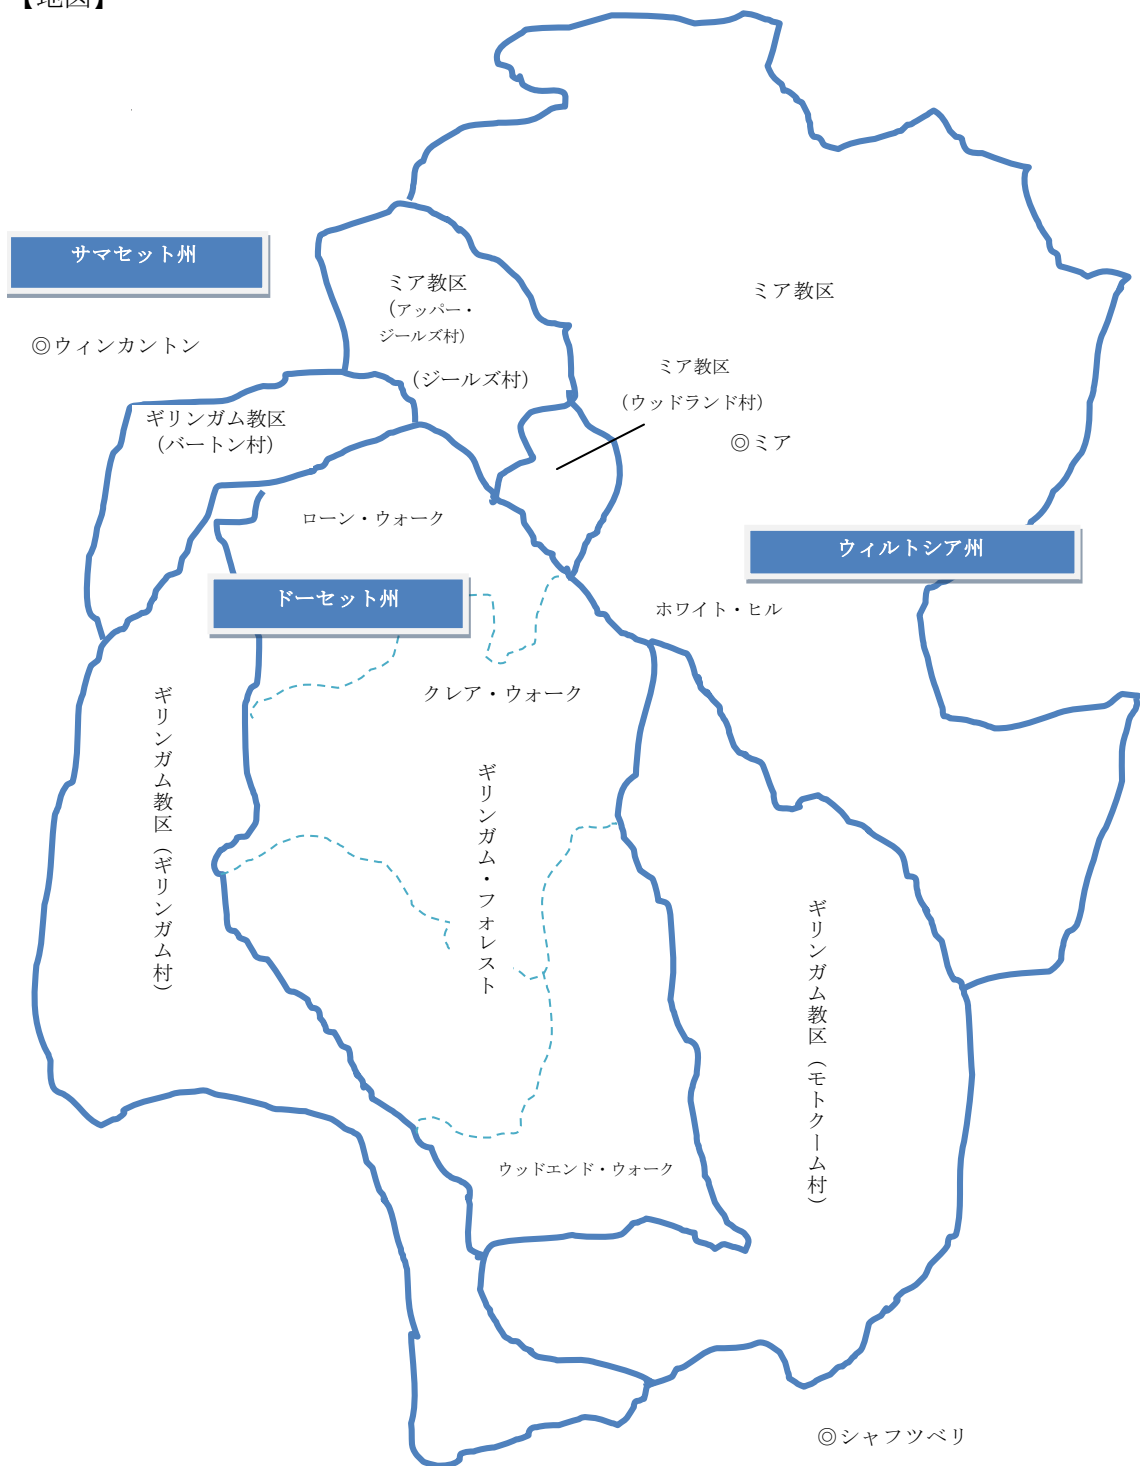 【地図】
サマセット州
ミア教区
（アッパー・
ジールズ村）
ミア教区
◎ウィンカントン
ミア教区
（ジールズ村）
（ウッドランド村）
ギリンガム教区
（バートン村）
◎ミア
ローン・ウォーク
ウィルトシア州
ドーセット州
ホワイト・ヒル
クレア・ウォーク
ギリンガム教区（ギリンガム村）
ギリンガム・フォレスト
ギリンガム教区（モトクーム村）
ウッドエンド・ウォーク
◎シャフツベリ